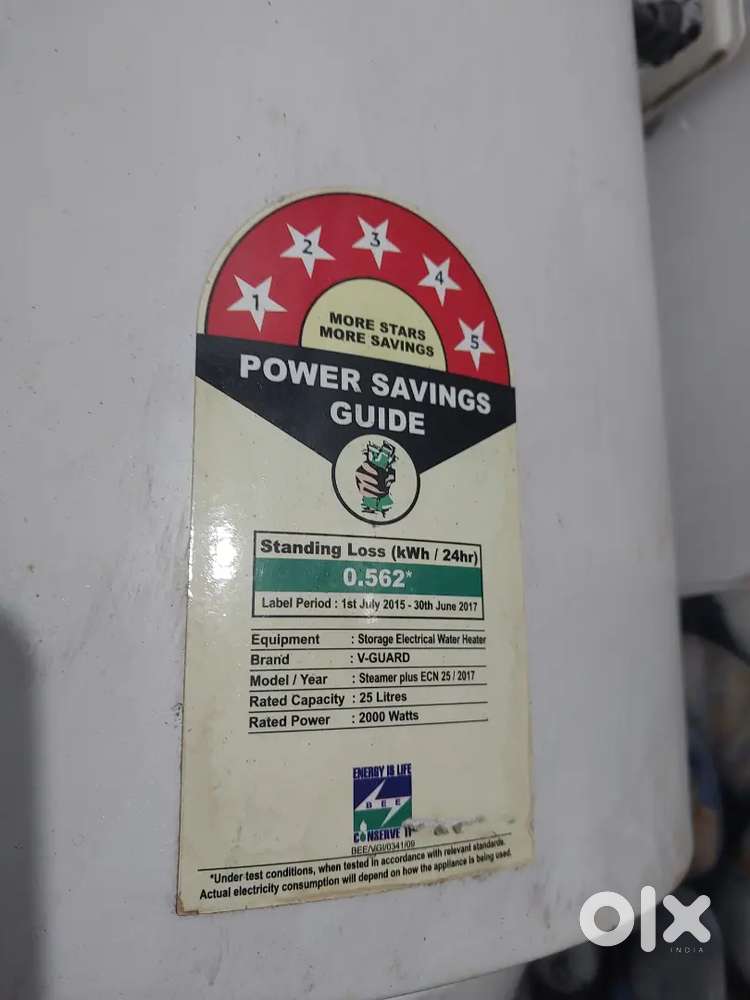 1 2 3 4 5
MORE STARS
MORE SAVINGS
POWER SAVINGS
GUIDE
Standing Loss (kWh / 24hr)
0.562*
Label Period : 1st July 2015 - 30th June 2017
Equipment : Storage Electrical Water Heater
Brand : V-GUARD
Model / Year : Steamer plus ECN 25 / 2017
Rated Capacity : 25 Litres
Rated Power : 2000 Watts
ENERGY IS LIFE
BEE
CONSERVE
BEE/VGI/0341/09
*Under test conditions, when tested in accordance with relevant standards.
Actual electricity consumption will depend on how the appliance is being used.
olx
INDIA